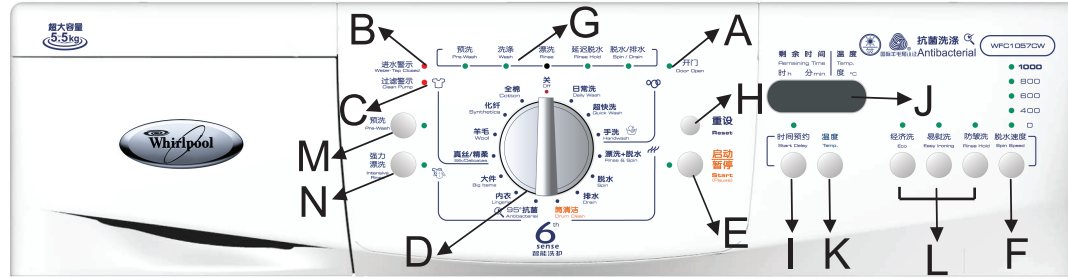 超大容量
5.5kg
Whirlpool
B
G
A
C
H
J
M
N
D
E
I
K
L
F
进水警示
Water Tap Closed
过滤警示
Clean Pump
预洗
Pre-Wash
洗涤
Wash
漂洗
Rinse
延迟脱水
Rinse Hold
脱水/排水
Spin / Drain
开门
Door Open
预洗
Pre-Wash
强力
漂洗
Intensive
Rinse
关
Off
全棉
Cotton
化纤
Synthetics
羊毛
Wool
真丝/精柔
Silk/Delicates
大件
Big Items
内衣
Lingerie
95°抗菌
Antibacterial
日常洗
Daily Wash
超快洗
Quick Wash
手洗
Handwash
漂洗+脱水
Rinse & Spin
脱水
Spin
排水
Drain
筒清洁
Drum Clean
6th
sense
智能洗护
重设
Reset
启动
暂停
Start
(Pause)
剩余时间
Remaining Time
时h 分min
温度
Temp.
度 °C
抗菌洗涤
Antibacterial
WFC1057CW
1000
800
600
400
0
时间预约
Start Delay
温度
Temp.
经济洗
Eco
易熨洗
Easy Ironing
防皱洗
Rinse Hold
脱水速度
Spin Speed